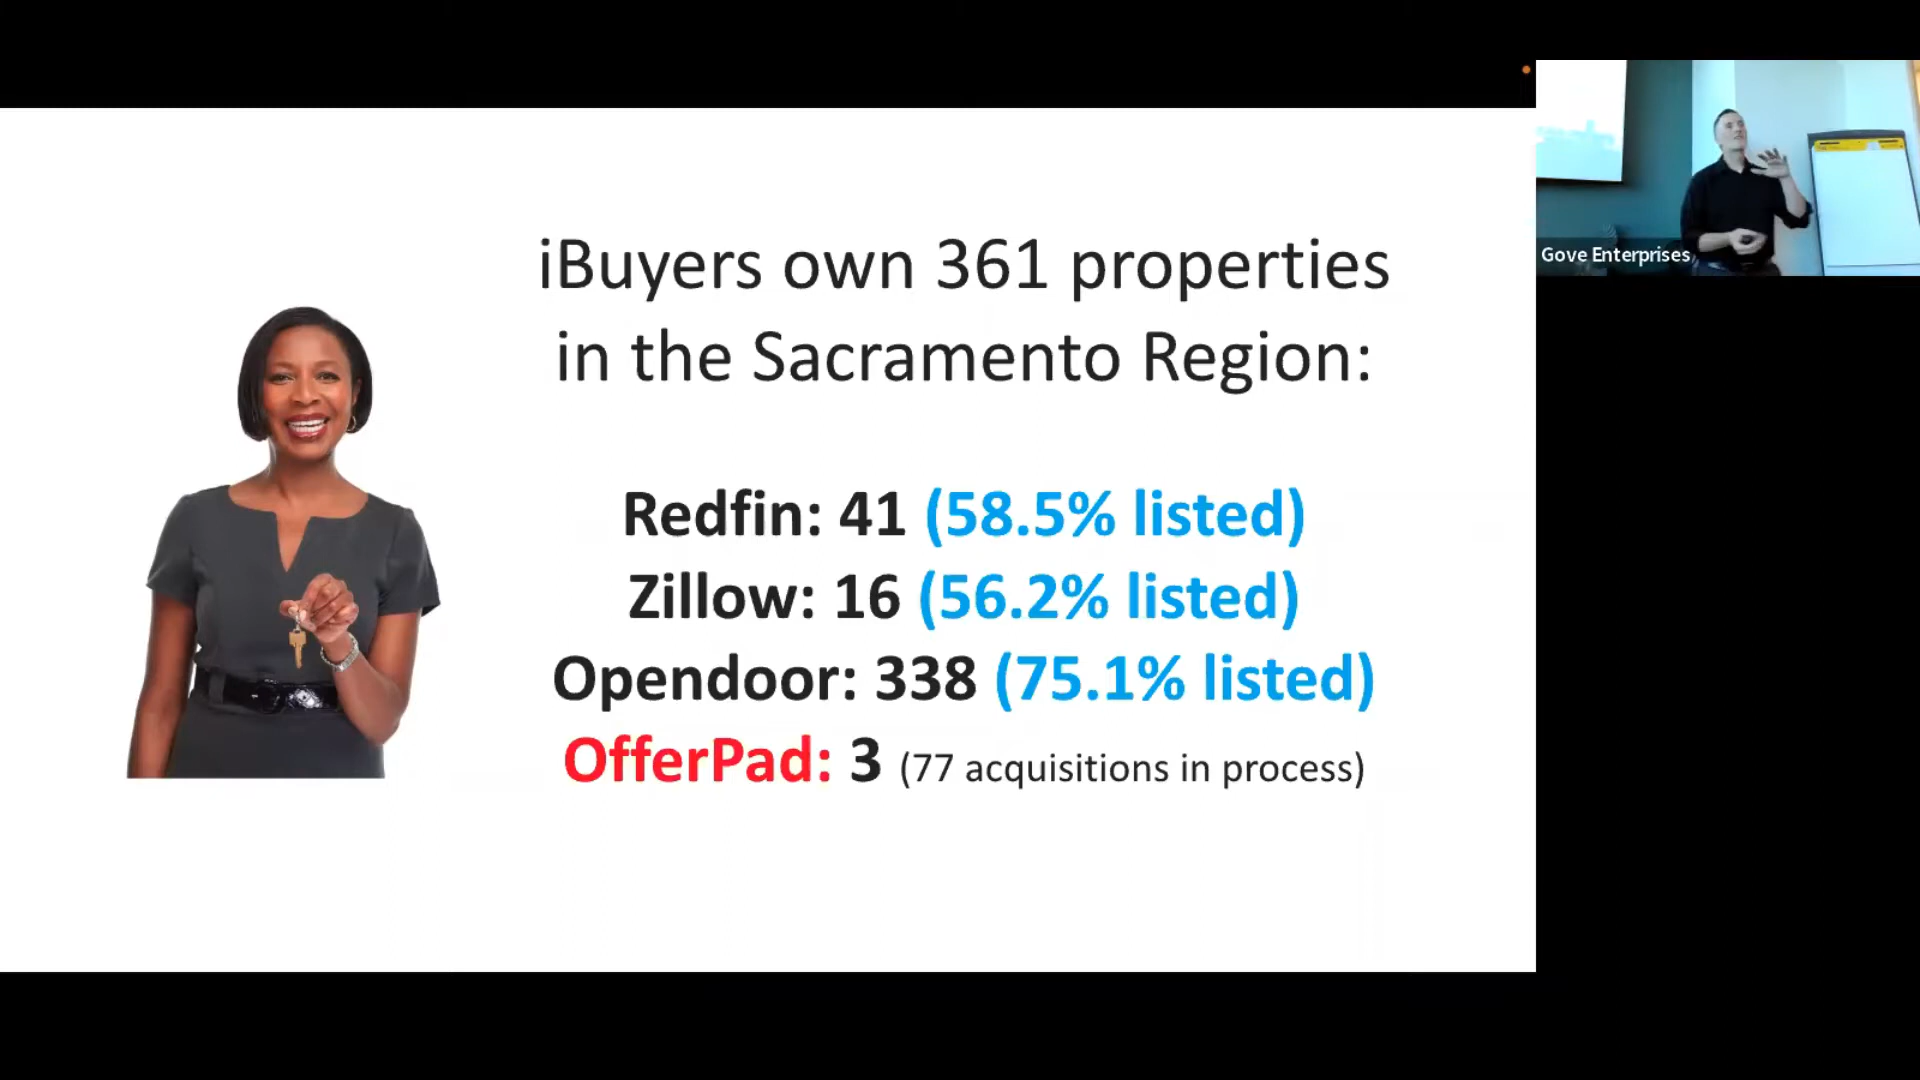 iBuyers own 361 properties
in the Sacramento Region:
Redfin: 41 (58.5% listed)
Zillow: 16 (56.2% listed)
Opendoor: 338 (75.1% listed)
OfferPad: 3 (77 acquisitions in process)
Gove Enterprises